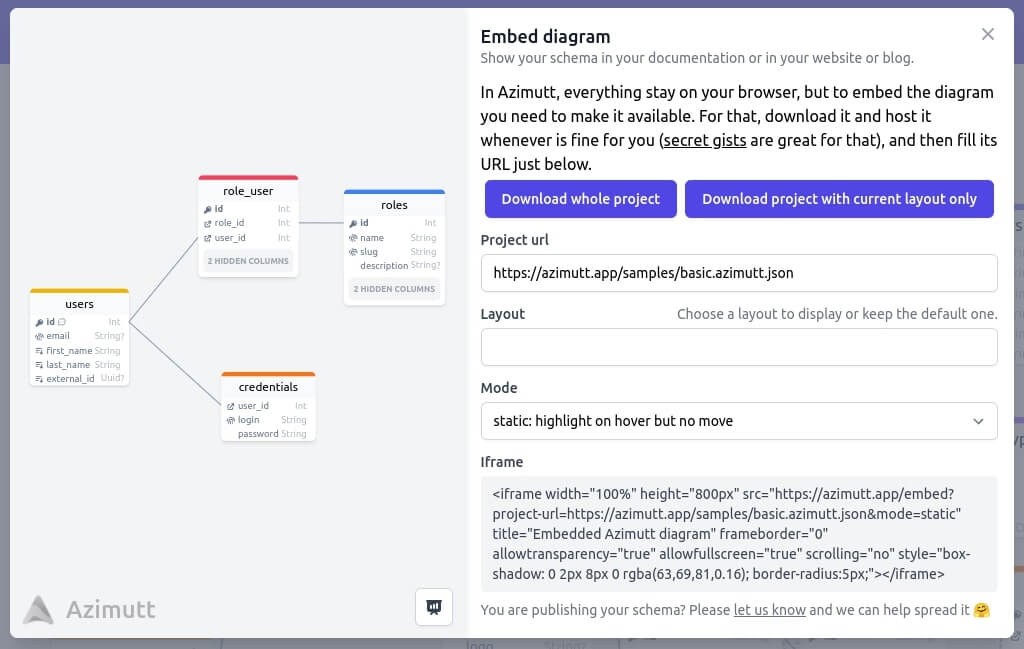 Embed diagram
Show your schema in your documentation or in your website or blog.
In Azimutt, everything stay on your browser, but to embed the diagram
you need to make it available. For that, download it and host it
whenever is fine for you (secret gists are great for that), and then fill its
URL just below.
Download whole project
Download project with current layout only
Project url
https://azimutt.app/samples/basic.azimutt.json
Layout
Choose a layout to display or keep the default one.
Mode
static: highlight on hover but no move
Iframe
<iframe width="100%" height="800px" src="https://azimutt.app/embed?
project-url=https://azimutt.app/samples/basic.azimutt.json&mode=static"
title="Embedded Azimutt diagram" frameborder="0"
allowtransparency="true" allowfullscreen="true" scrolling="no" style="box-
shadow: 0 2px 8px 0 rgba(63,69,81,0.16); border-radius:5px;"></iframe>
You are publishing your schema? Please let us know and we can help spread it 🤗
role_user
id Int
role_id Int
user_id Int
2 HIDDEN COLUMNS
roles
id Int
name String
slug String
description String?
2 HIDDEN COLUMNS
users
id Int
email String?
first_name String
last_name String
external_id Uuid?
credentials
user_id Int
login String
password String
Azimutt